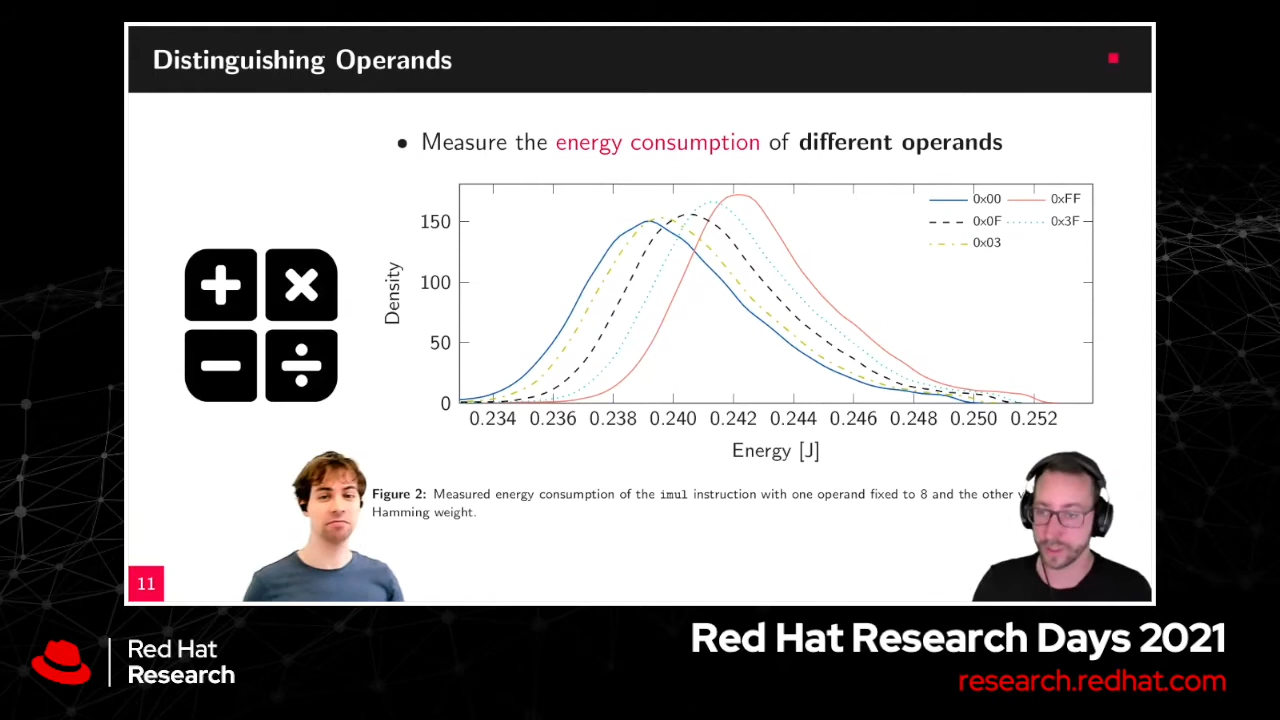 Distinguishing Operands
• Measure the energy consumption of different operands
0x00 0xFF
0x0F 0x3F
0x03
150
100
50
0
Density
0.234 0.236 0.238 0.240 0.242 0.244 0.246 0.248 0.250 0.252
Energy [J]
Figure 2: Measured energy consumption of the imul instruction with one operand fixed to 8 and the other
Hamming weight.
11
Red Hat
Research
Red Hat Research Days 2021
research.redhat.com